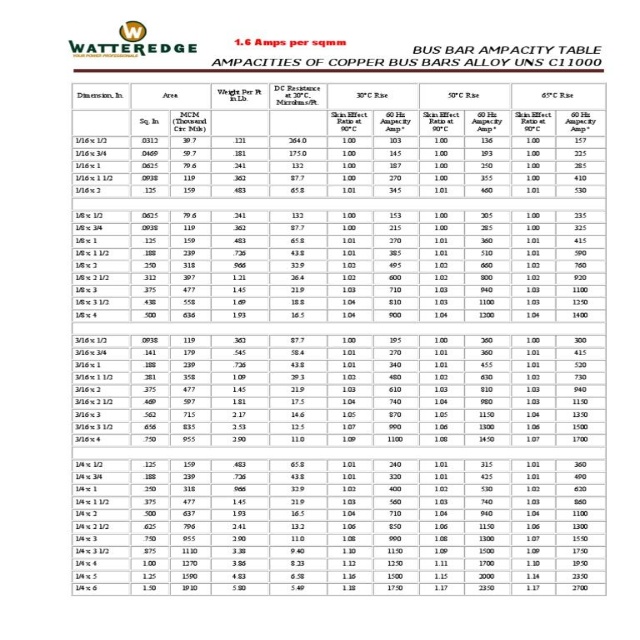 WATTEREDGE
1.6 Amps per sqmm
BUS BAR AMPACITY TABLE
AMPACITIES OF COPPER BUS BARS ALLOY UNS C11000
Dimension, In. Area Weight Per Ft in Lb. DC Resistance at 20°C, Microhms/Ft. 30°C Rise 50°C Rise 65°C Rise
Sq. In MCM (Thousand Circ Mils) Skin Effect Ratio at 90°C 60 Hz Ampacity Amp* Skin Effect Ratio at 90°C 60 Hz Ampacity Amp* Skin Effect Ratio at 90°C 60 Hz Ampacity Amp*
1/16 x 1/2 .0312 39.7 .121 264.0 1.00 103 1.00 136 1.00 157
1/16 x 3/4 .0469 59.7 .181 175.0 1.00 145 1.00 193 1.00 225
1/16 x 1 .0625 79.6 .241 132 1.00 187 1.00 250 1.00 285
1/16 x 1 1/2 .0938 119 .362 87.7 1.00 270 1.00 355 1.00 410
1/16 x 2 .125 159 .483 65.8 1.01 345 1.01 460 1.01 530
1/8 x 1/2 .0625 79.6 .241 132 1.00 153 1.00 205 1.00 235
1/8 x 3/4 .0938 119 .362 87.7 1.00 215 1.00 285 1.00 325
1/8 x 1 .125 159 .483 65.8 1.01 270 1.01 360 1.01 415
1/8 x 1 1/2 .188 239 .726 43.8 1.01 385 1.01 510 1.01 590
1/8 x 2 .250 318 .966 32.9 1.02 495 1.02 660 1.02 760
1/8 x 2 1/2 .312 397 1.21 26.4 1.02 600 1.02 800 1.02 920
1/8 x 3 .375 477 1.45 21.9 1.03 710 1.03 940 1.03 1100
1/8 x 3 1/2 .438 558 1.69 18.8 1.04 810 1.03 1100 1.03 1250
1/8 x 4 .500 636 1.93 16.5 1.04 900 1.04 1200 1.04 1400
3/16 x 1/2 .0938 119 .362 87.7 1.00 195 1.00 260 1.00 300
3/16 x 3/4 .141 179 .545 58.4 1.01 270 1.01 360 1.01 415
3/16 x 1 .188 239 .726 43.8 1.01 340 1.01 455 1.01 520
3/16 x 1 1/2 .281 358 1.09 29.3 1.02 480 1.02 630 1.02 730
3/16 x 2 .375 477 1.45 21.9 1.03 610 1.03 810 1.03 940
3/16 x 2 1/2 .469 597 1.81 17.5 1.04 740 1.04 980 1.03 1150
3/16 x 3 .562 715 2.17 14.6 1.05 870 1.05 1150 1.04 1350
3/16 x 3 1/2 .656 835 2.53 12.5 1.07 990 1.06 1300 1.06 1500
3/16 x 4 .750 955 2.90 11.0 1.09 1100 1.08 1450 1.07 1700
1/4 x 1/2 .125 159 .483 65.8 1.01 240 1.01 315 1.01 360
1/4 x 3/4 .188 239 .726 43.8 1.01 320 1.01 425 1.01 490
1/4 x 1 .250 318 .966 32.9 1.02 400 1.02 530 1.02 620
1/4 x 1 1/2 .375 477 1.45 21.9 1.03 560 1.03 740 1.03 860
1/4 x 2 .500 637 1.93 16.5 1.04 710 1.04 940 1.04 1100
1/4 x 2 1/2 .625 796 2.41 13.2 1.06 850 1.06 1150 1.06 1300
1/4 x 3 .750 955 2.90 11.0 1.08 990 1.08 1300 1.07 1550
1/4 x 3 1/2 .875 1110 3.38 9.40 1.10 1150 1.09 1500 1.09 1750
1/4 x 4 1.00 1270 3.86 8.23 1.12 1250 1.11 1700 1.10 1950
1/4 x 5 1.25 1590 4.83 6.58 1.16 1500 1.15 2000 1.14 2350
1/4 x 6 1.50 1910 5.80 5.49 1.18 1750 1.17 2350 1.17 2700